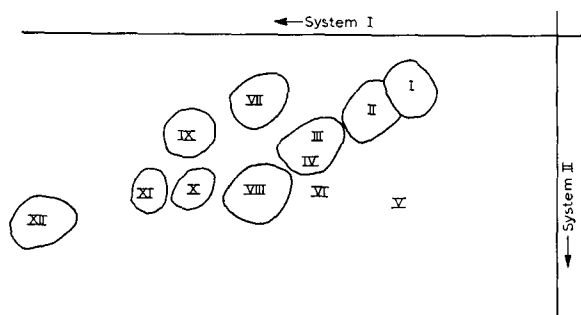 ←System I
I
VII
II
III
IX
IV
XI
X
VIII
VI
V
XII
System II →